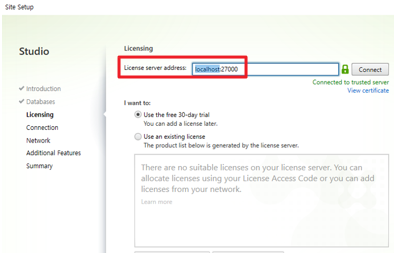 Site Setup
Studio
Introduction
Databases
Licensing
Connection
Network
Additional Features
Summary
Licensing
License server address: localhost:27000 Connect
Connected to trusted server
View certificate
I want to:
Use the free 30-day trial
You can add a license later.
Use an existing license
The product list below is generated by the license server.
There are no suitable licenses on your license server. You can
allocate licenses using your License Access Code or you can add
licenses from your network.
Learn more